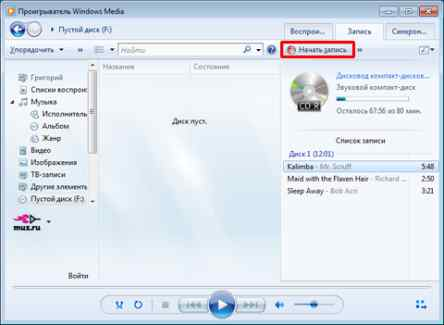 Проигрыватель Windows Media
Пустой диск (F:)
Воспрои...
Запись
Синхрон...
Упорядочить
Найти
Начать запись
Григорий
Списки воспроиз
Музыка
Исполнитель
Альбом
Жанр
Видео
Изображения
ТВ-записи
Другие элементы
Пустой диск (F:)
muz.ru
Войти
Название
Состояние
Диск пуст.
Дисковод компакт-дисков...
Звуковой компакт-диск
CD-R
Осталось 67:56 из 80 мин.
Список записи
Диск 1 (12:01)
Kalimba - Mr. Scruff 5:48
Maid with the Flaxen Hair - Richard ... 2:50
Sleep Away - Bob Acri 3:21